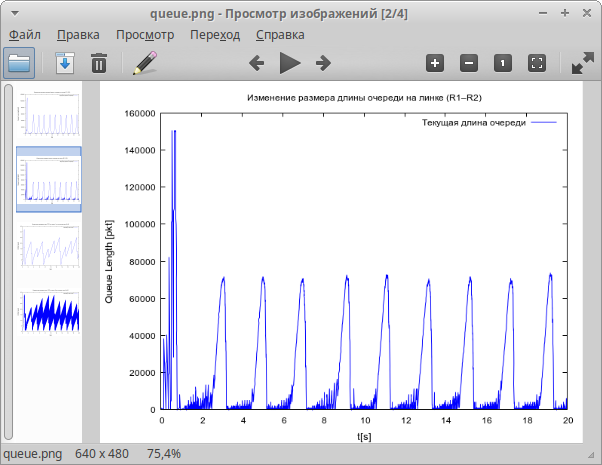 queue.png - Просмотр изображений [2/4]
Файл Правка Просмотр Переход Справка
Изменение размера длины очереди на линке (R1–R2)
Текущая длина очереди
Queue Length [pkt]
160000
140000
120000
100000
80000
60000
40000
20000
0
0 2 4 6 8 10 12 14 16 18 20
t[s]
queue.png 640 x 480 75,4%